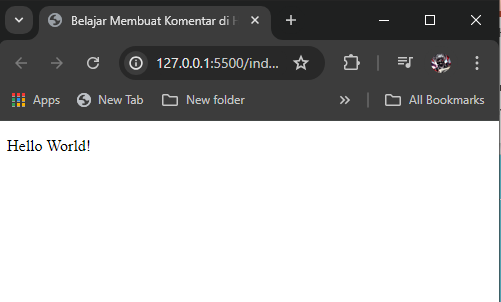 Belajar Membuat Komentar di H
127.0.0.1:5500/ind...
Apps New Tab New folder All Bookmarks
Hello World!